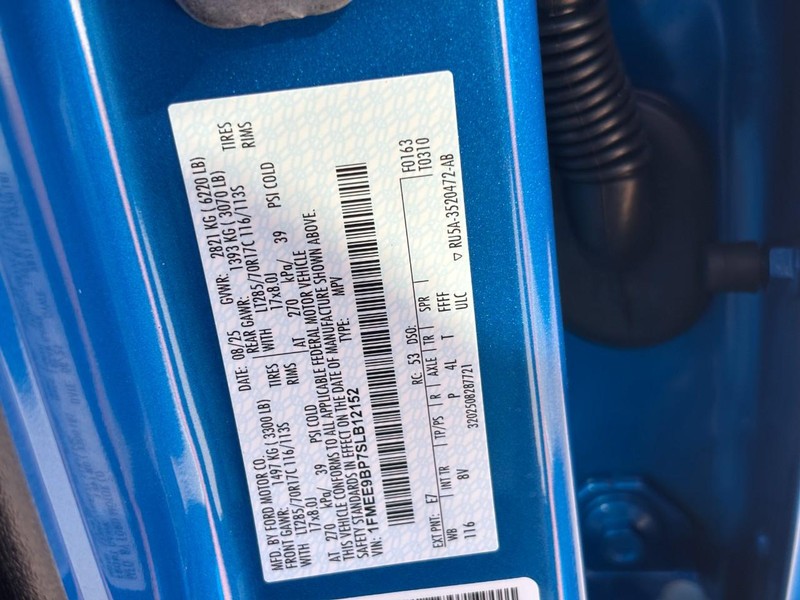 MFD. BY FORD MOTOR CO.
DATE: 08/25
GVWR: 2821 KG ( 6220 LB)
FRONT GAWR: 1497 KG ( 3300 LB)
REAR GAWR: 1393 KG ( 3070 LB)
WITH LT285/70R17C 116/113S TIRES
WITH LT285/70R17C 116/113S TIRES
17x8.0J RIMS
17x8.0J RIMS
AT 270 kPa/ 39 PSI COLD
AT 270 kPa/ 39 PSI COLD
THIS VEHICLE CONFORMS TO ALL APPLICABLE FEDERAL MOTOR VEHICLE
SAFETY STANDARDS IN EFFECT ON THE DATE OF MANUFACTURE SHOWN ABOVE.
VIN: 1FMEE9BP7SLB12152
TYPE: MPV
F0163
T0310
EXT PNT: E7 RC: 53 DSO:
WB INT TR TP/PS R AXLE TR SPR
116 8V P 4L T FFFF
ULC
▽ RU5A-3520472-AB
3202508287721